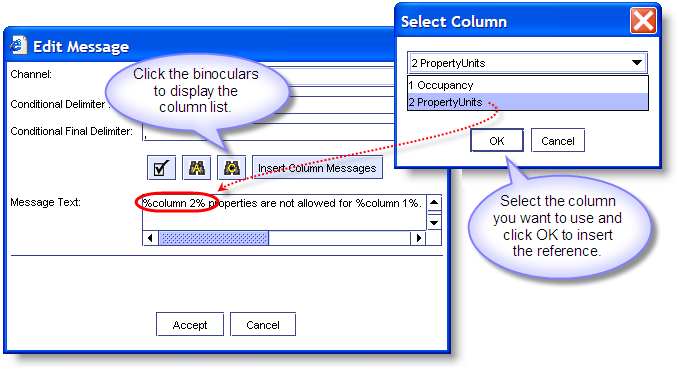 Edit Message
Channel:
Click the binoculars
to display the
column list.
Conditional Delimiter :
Conditional Final Delimiter:
,
A
C
Insert Column Messages
Message Text:
%column 2% properties are not allowed for %column 1%.
Accept
Cancel
Select Column
2 PropertyUnits
1 Occupancy
2 PropertyUnits
OK
Cancel
Select the column
you want to use and
click OK to insert
the reference.